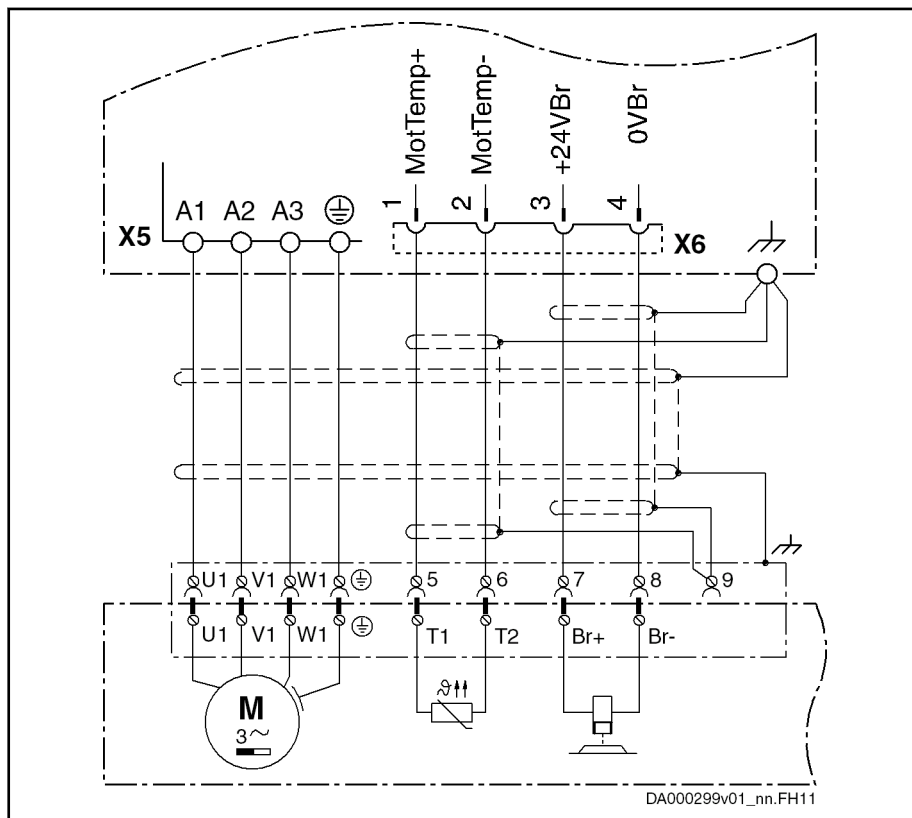 MotTemp+
MotTemp-
+24VBr
0VBr
1 2 3 4
X5 A1 A2 A3
X6
U1 V1 W1 5 6 7 8 9
U1 V1 W1 T1 T2 Br+ Br-
ϑ
M
3~
DA000299v01_nn.FH11